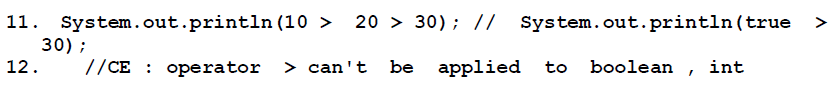 11. System.out.println(10 > 20 > 30); // System.out.println(true >
30);
12. //CE : operator > can't be applied to boolean , int